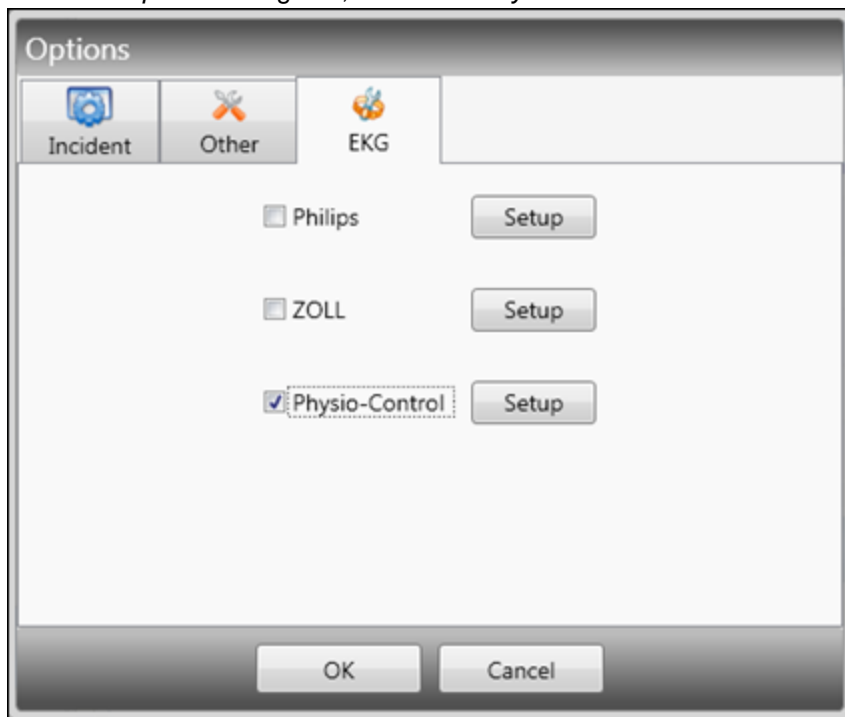 Options
Incident Other EKG
Philips Setup
ZOLL Setup
Physio-Control Setup
OK Cancel